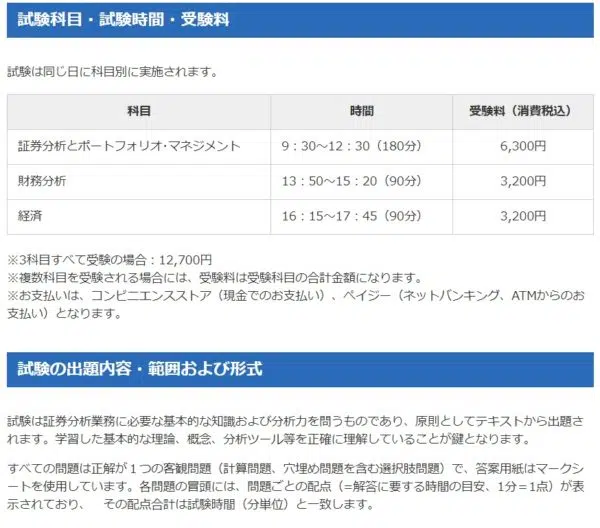 試験科目・試験時間・受験料
試験は同じ日に科目別に実施されます。
科目 時間 受験料（消費税込）
証券分析とポートフォリオ･マネジメント 9：30～12：30（180分） 6,300円
財務分析 13：50～15：20（90分） 3,200円
経済 16：15～17：45（90分） 3,200円
※3科目すべて受験の場合：12,700円
※複数科目を受験される場合には、受験料は受験科目の合計金額になります。
※お支払いは、コンビニエンスストア（現金でのお支払い）、ペイジー（ネットバンキング、ATMからのお
支払い）となります。
試験の出題内容・範囲および形式
試験は証券分析業務に必要な基本的な知識および分析力を問うものであり、原則としてテキストから出題さ
れます。学習した基本的な理論、概念、分析ツール等を正確に理解していることが鍵となります。
すべての問題は正解が１つの客観問題（計算問題、穴埋め問題を含む選択肢問題）で、答案用紙はマークシ
ートを使用しています。各問題の冒頭には、問題ごとの配点（=解答に要する時間の目安、1分＝1点）が表
示されており、 その配点合計は試験時間（分単位）と一致します。